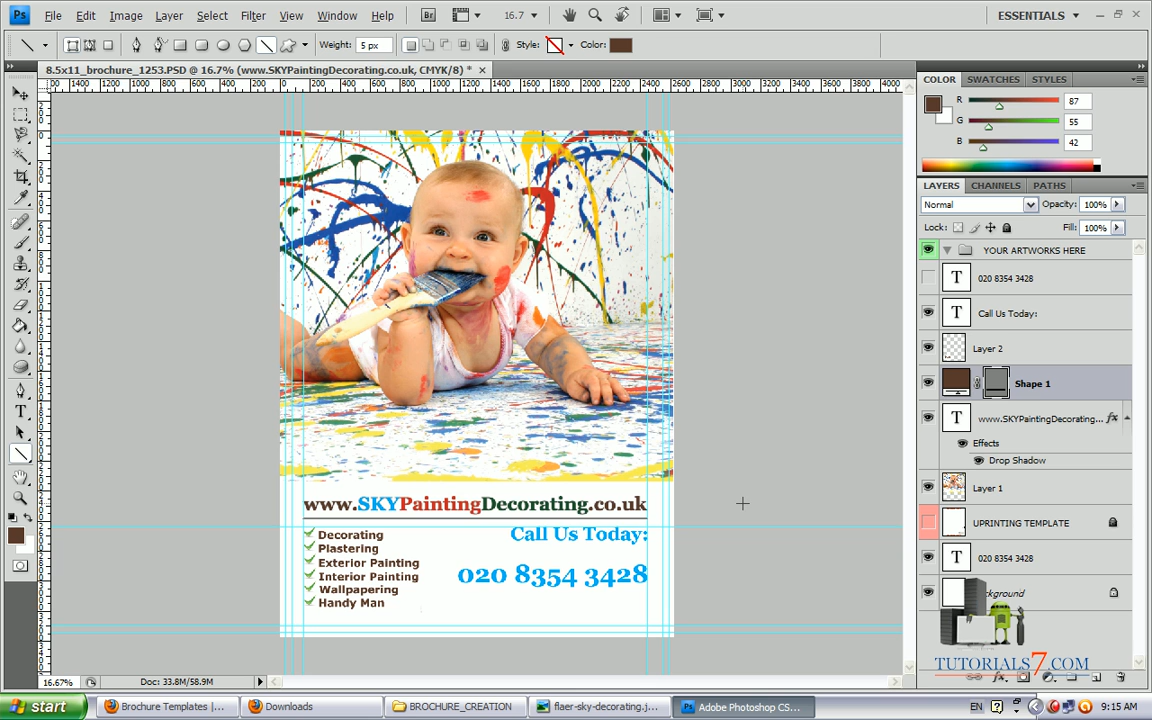 Ps File Edit Image Layer Select Filter View Window Help Br 16.7 ESSENTIALS
Weight: 5 px Style: Color:
8.5x11_brochure_1253.PSD @ 16.7% (www.SKYPaintingDecorating.co.uk, CMYK/8) *
COLOR SWATCHES STYLES
R 87
G 55
B 42
LAYERS CHANNELS PATHS
Normal Opacity: 100%
Lock: Fill: 100%
YOUR ARTWORKS HERE
T 020 8354 3428
T Call Us Today:
Layer 2
Shape 1
T www.SKYPaintingDecorating... fx
Effects
Drop Shadow
Layer 1
UPRINTING TEMPLATE
T 020 8354 3428
www.SKYPaintingDecorating.co.uk
Decorating
Plastering
Exterior Painting
Interior Painting
Wallpapering
Handy Man
Call Us Today:
020 8354 3428
TUTORIALS7.COM
16.67% Doc: 33.8M/58.9M
start Brochure Templates |... Downloads BROCHURE_CREATION flaer-sky-decorating.j... Adobe Photoshop CS... EN 9:15 AM